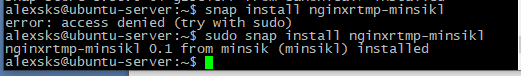 alexsks@ubuntu-server:~$ snap install nginxrtmp-minsikl
error: access denied (try with sudo)
alexsks@ubuntu-server:~$ sudo snap install nginxrtmp-minsikl
nginxrtmp-minsikl 0.1 from minsik (minsikl) installed
alexsks@ubuntu-server:~$